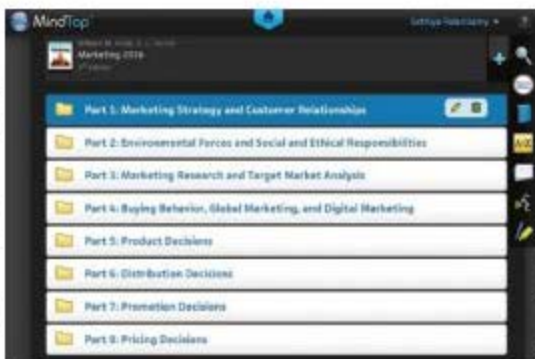 MindTap
Marketing 2016
Part 1: Marketing Strategy and Customer Relationships
Part 2: Environmental Forces and Social and Ethical Responsibilities
Part 3: Marketing Research and Target Market Analysis
Part 4: Buying Behavior, Global Marketing, and Digital Marketing
Part 5: Product Decisions
Part 6: Distribution Decisions
Part 7: Promotion Decisions
Part 8: Pricing Decisions